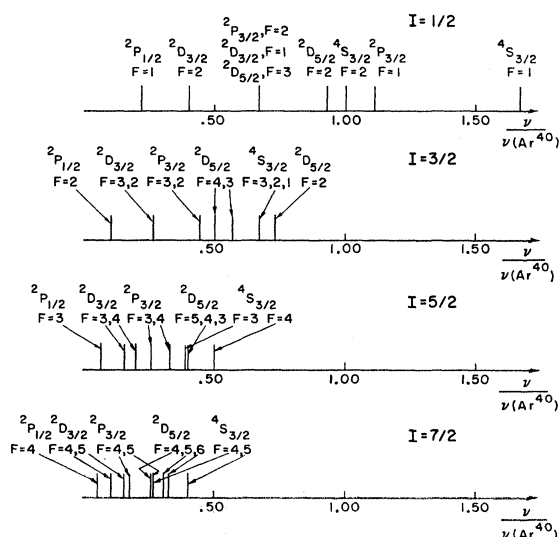 I=1/2
²P₃/₂,F=2
²P₁/₂ ²D₃/₂ ²D₃/₂,F=1 ²D₅/₂ ⁴S₃/₂ ²P₃/₂ ⁴S₃/₂
F=1 F=2 ²D₅/₂,F=3 F=2 F=2 F=1 F=1
.50 1.00 1.50 ν/ν(Ar⁴⁰)
²P₁/₂ ²D₃/₂ ²P₃/₂ ²D₅/₂ ⁴S₃/₂ ²D₅/₂ I=3/2
F=2 F=3,2 F=3,2 F=4,3 F=3,2,1 F=2
.50 1.00 1.50 ν/ν(Ar⁴⁰)
²P₁/₂ ²D₃/₂ ²P₃/₂ ²D₅/₂ ⁴S₃/₂ I=5/2
F=3 F=3,4 F=3,4 F=5,4,3 F=3 F=4
.50 1.00 1.50 ν/ν(Ar⁴⁰)
²P₁/₂ ²D₃/₂ ²P₃/₂ ²D₅/₂ ⁴S₃/₂ I=7/2
F=4 F=4,5 F=4,5 F=4,5,6 F=4,5
.50 1.00 1.50 ν/ν(Ar⁴⁰)